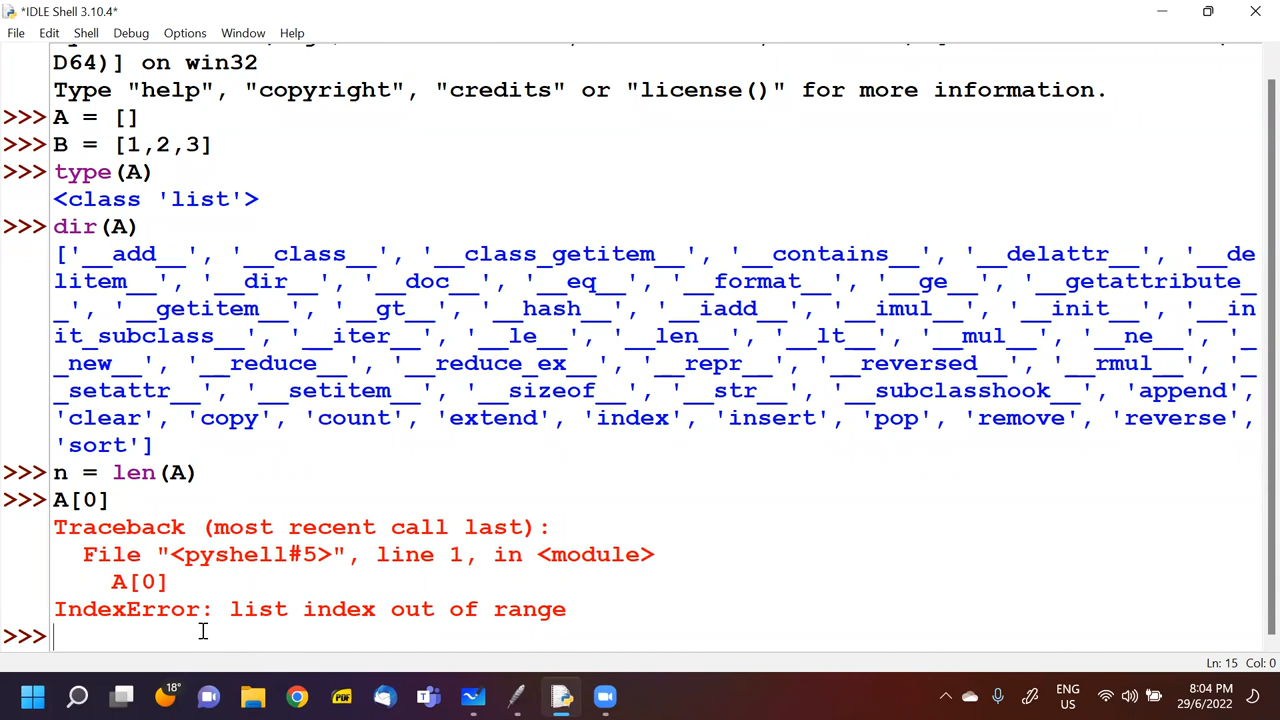 *IDLE Shell 3.10.4*
File Edit Shell Debug Options Window Help
D64)] on win32
Type "help", "copyright", "credits" or "license()" for more information.
>>> A = []
>>> B = [1,2,3]
>>> type(A)
<class 'list'>
>>> dir(A)
['__add__', '__class__', '__class_getitem__', '__contains__', '__delattr__', '__de
litem__', '__dir__', '__doc__', '__eq__', '__format__', '__ge__', '__getattribute_
_', '__getitem__', '__gt__', '__hash__', '__iadd__', '__imul__', '__init__', '__in
it_subclass__', '__iter__', '__le__', '__len__', '__lt__', '__mul__', '__ne__', '_
_new__', '__reduce__', '__reduce_ex__', '__repr__', '__reversed__', '__rmul__', '_
_setattr__', '__setitem__', '__sizeof__', '__str__', '__subclasshook__', 'append',
'clear', 'copy', 'count', 'extend', 'index', 'insert', 'pop', 'remove', 'reverse',
'sort']
>>> n = len(A)
>>> A[0]
Traceback (most recent call last):
File "<pyshell#5>", line 1, in <module>
A[0]
IndexError: list index out of range
>>>
Ln: 15 Col: 0
18°
PDF
ENG
US
8:04 PM
29/6/2022